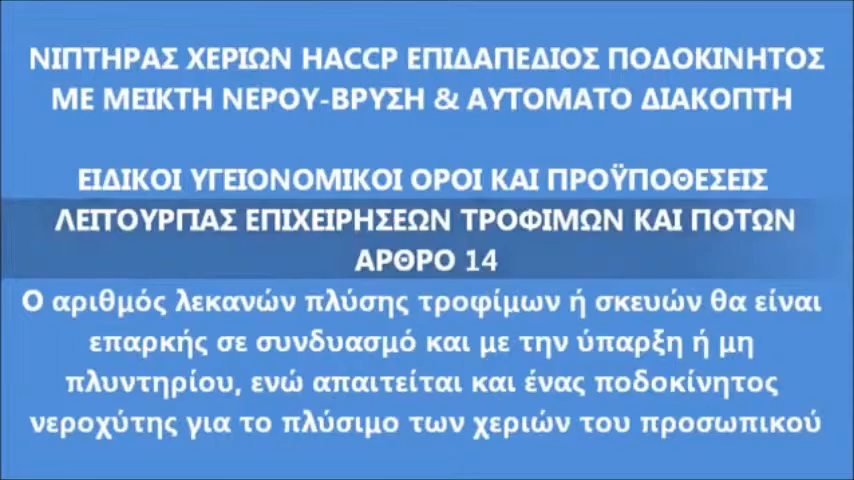 ΝΙΠΤΗΡΑΣ ΧΕΡΙΩΝ HACCP ΕΠΙΔΑΠΕΔΙΟΣ ΠΟΔΟΚΙΝΗΤΟΣ
ΜΕ ΜΕΙΚΤΗ ΝΕΡΟΥ-ΒΡΥΣΗ & ΑΥΤΟΜΑΤΟ ΔΙΑΚΟΠΤΗ
ΕΙΔΙΚΟΙ ΥΓΕΙΟΝΟΜΙΚΟΙ ΟΡΟΙ ΚΑΙ ΠΡΟΫΠΟΘΕΣΕΙΣ
ΛΕΙΤΟΥΡΓΙΑΣ ΕΠΙΧΕΙΡΗΣΕΩΝ ΤΡΟΦΙΜΩΝ ΚΑΙ ΠΟΤΩΝ
ΑΡΘΡΟ 14
Ο αριθμός λεκανών πλύσης τροφίμων ή σκευών θα είναι
επαρκής σε συνδυασμό και με την ύπαρξη ή μη
πλυντηρίου, ενώ απαιτείται και ένας ποδοκίνητος
νεροχύτης για το πλύσιμο των χεριών του προσωπικού